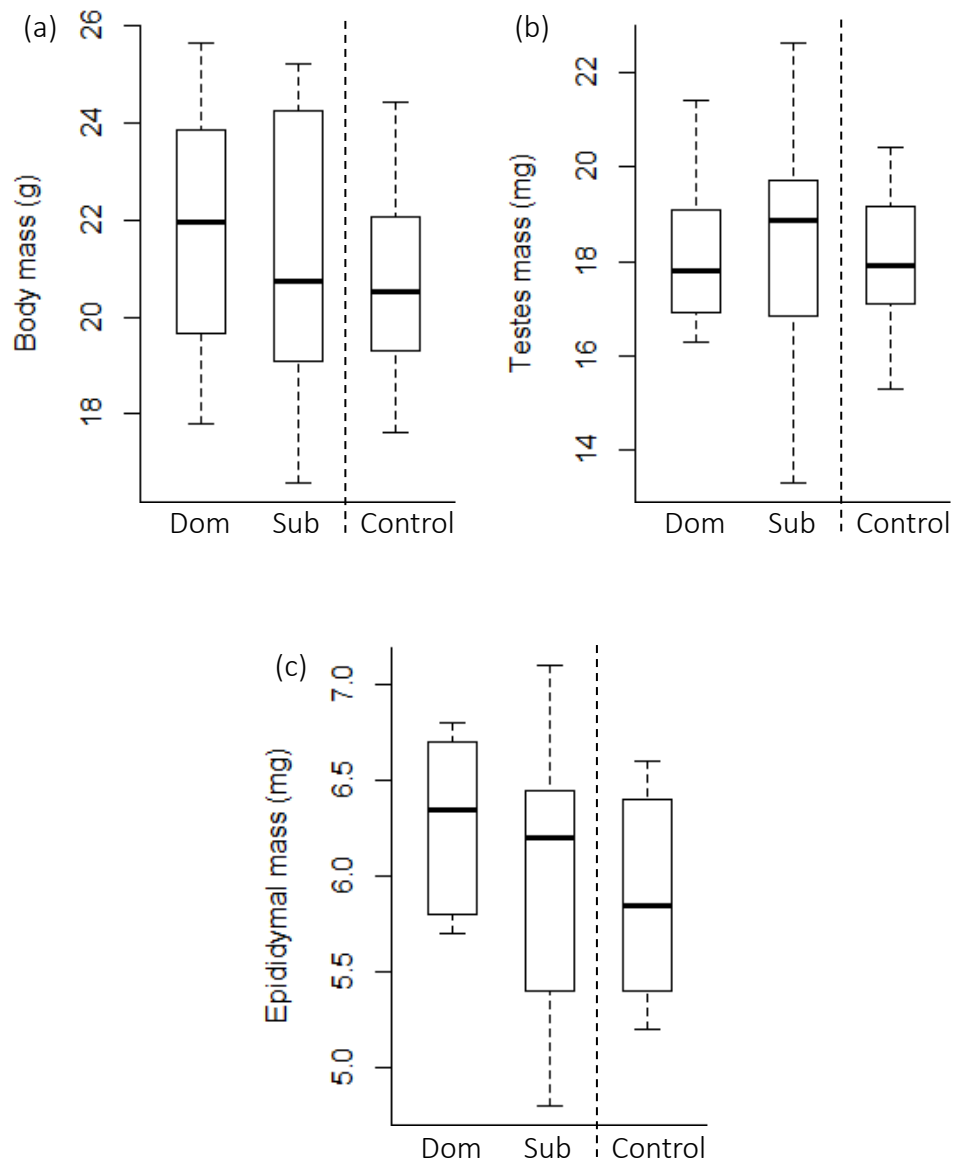 (a)
Body mass (g)
26
24
22
20
18
Dom Sub Control
(b)
Testes mass (mg)
22
20
18
16
14
Dom Sub Control
(c)
Epididymal mass (mg)
7.0
6.5
6.0
5.5
5.0
Dom Sub Control